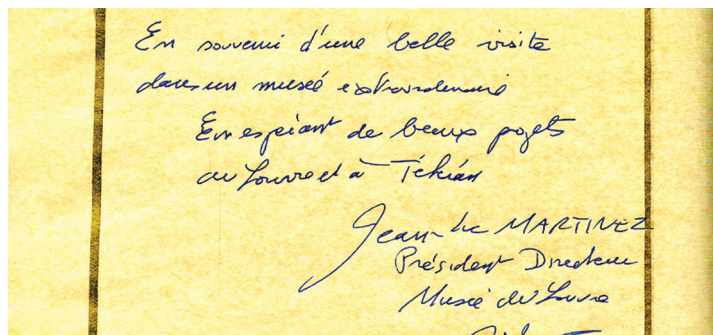 En souvenir d'une belle visite
dans un musée extraordinaire
En espérant de beaux projets
au Louvre et à Téhéran
Jean-Luc MARTINEZ
Président Directeur
Musée du Louvre